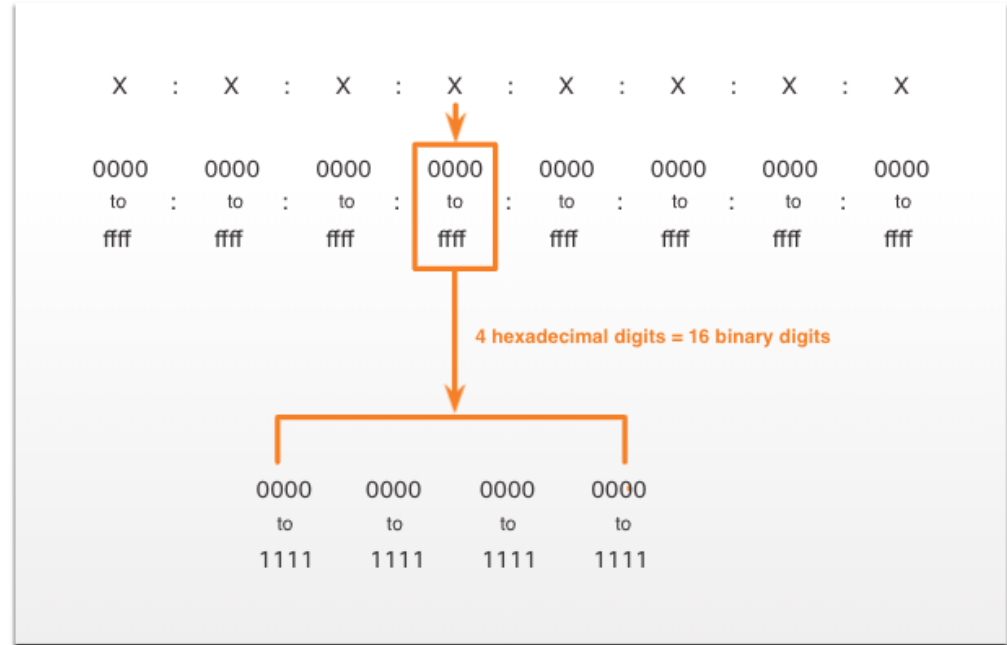 X : X : X : X : X : X : X : X
0000 0000 0000 0000 0000 0000 0000 0000
to : to : to : to : to : to : to : to
ffff ffff ffff ffff ffff ffff ffff ffff
4 hexadecimal digits = 16 binary digits
0000 0000 0000 0000
to to to to
1111 1111 1111 1111